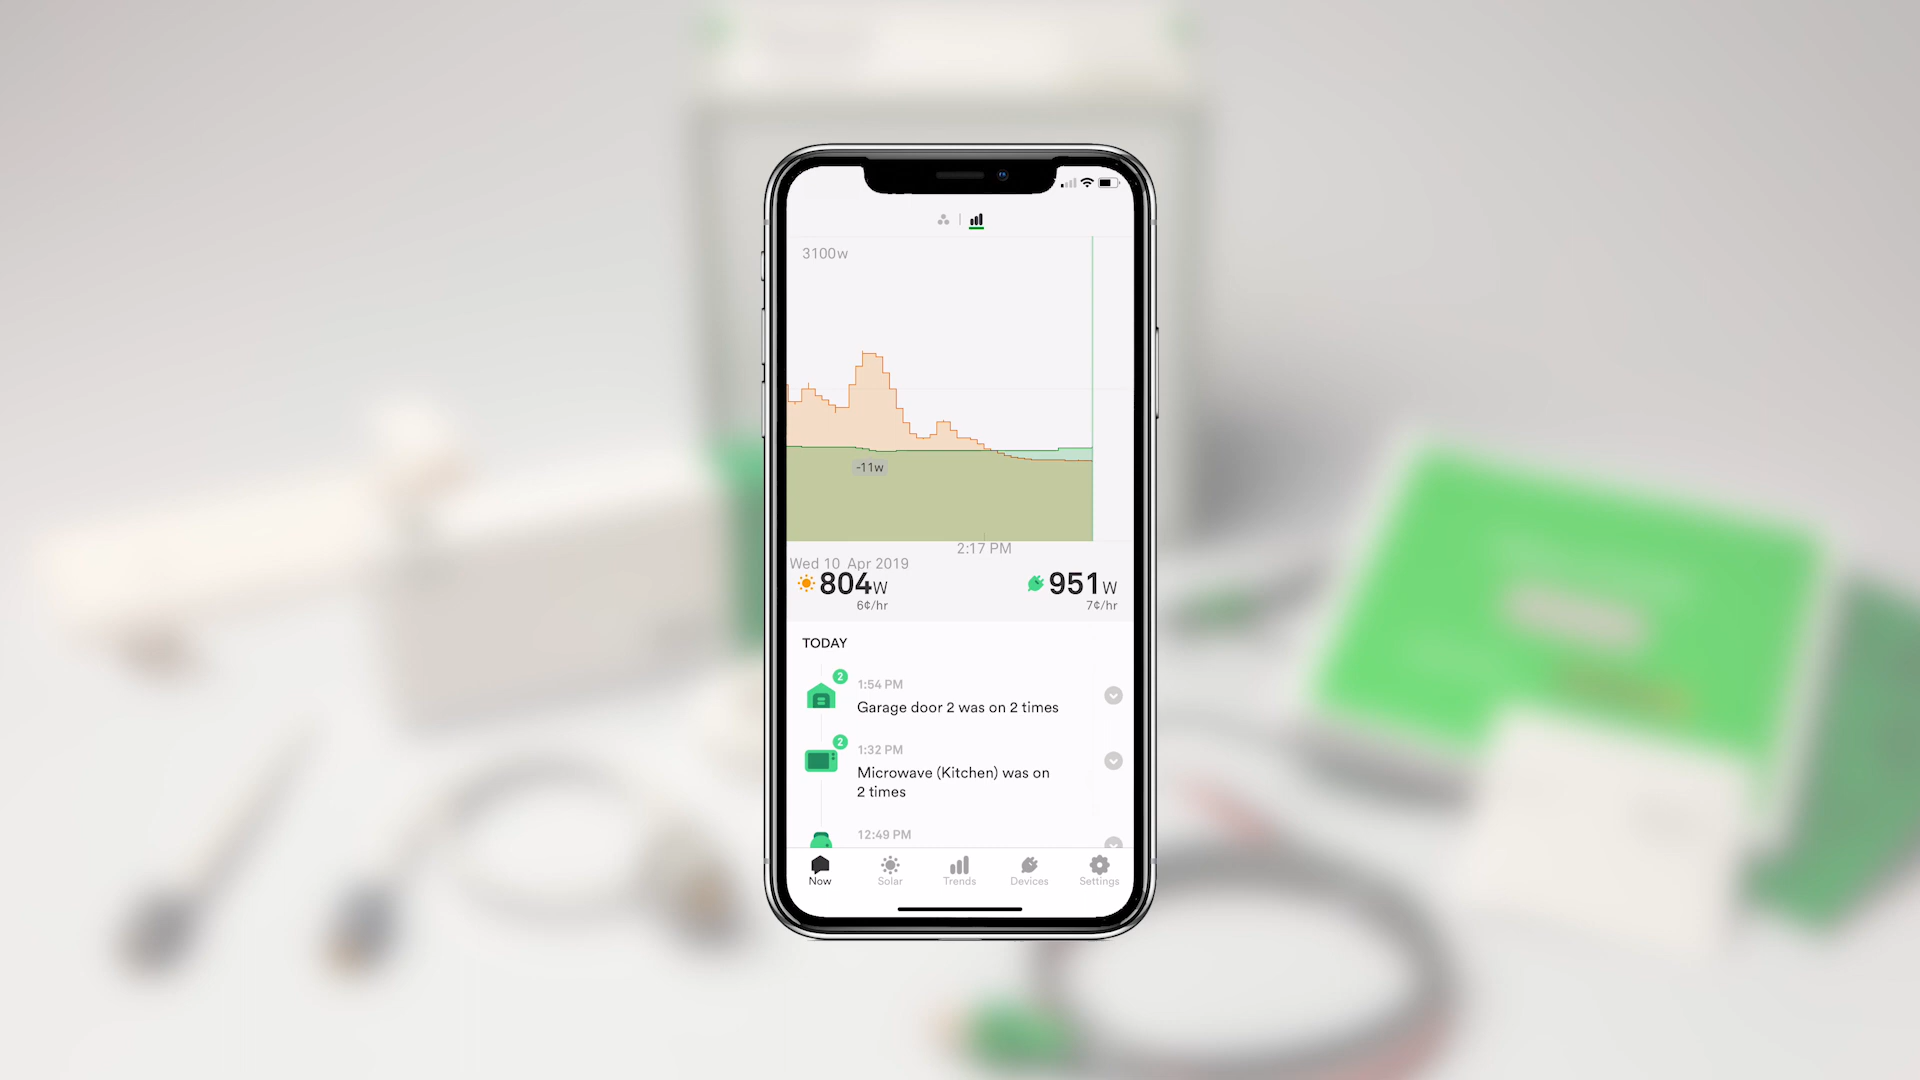 3100w
-11w
2:17 PM
Wed 10 Apr 2019
804w
951w
6¢/hr
7¢/hr
TODAY
2
1:54 PM
Garage door 2 was on 2 times
2
1:32 PM
Microwave (Kitchen) was on
2 times
12:49 PM
Now
Solar
Trends
Devices
Settings